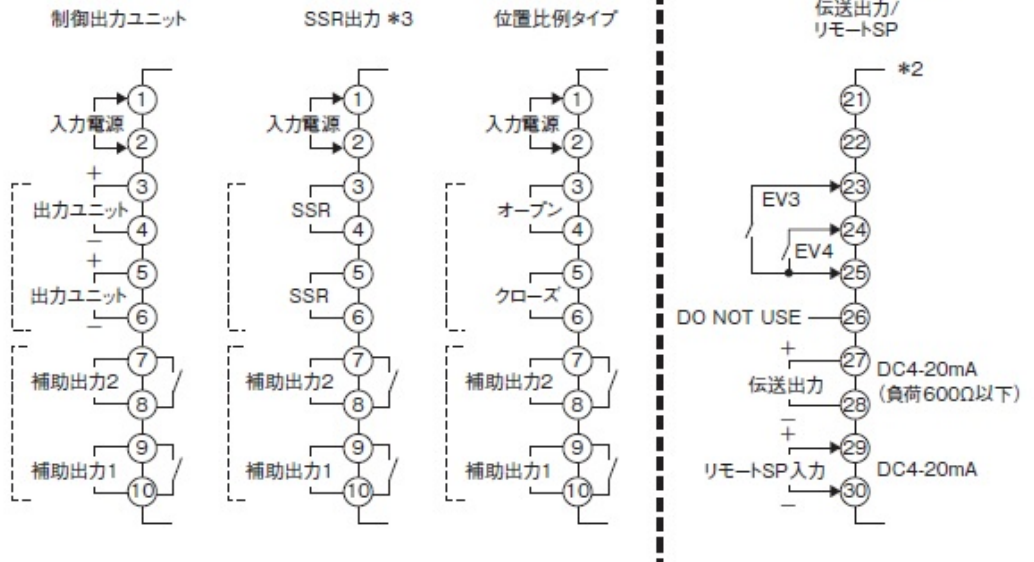 制御出力ユニット
1
入力電源
2
+
3
出力ユニット
4
−
+
5
出力ユニット
6
−
7
補助出力2
8
9
補助出力1
10
SSR出力 *3
1
入力電源
2
3
SSR
4
5
SSR
6
7
補助出力2
8
9
補助出力1
10
位置比例タイプ
1
入力電源
2
3
オープン
4
5
クローズ
6
7
補助出力2
8
9
補助出力1
10
伝送出力/
リモートSP
*2
21
22
23
EV3
24
EV4
25
DO NOT USE 26
+
27 DC4-20mA
伝送出力
(負荷600Ω以下)
28
−
+
29
リモートSP入力 DC4-20mA
30
−